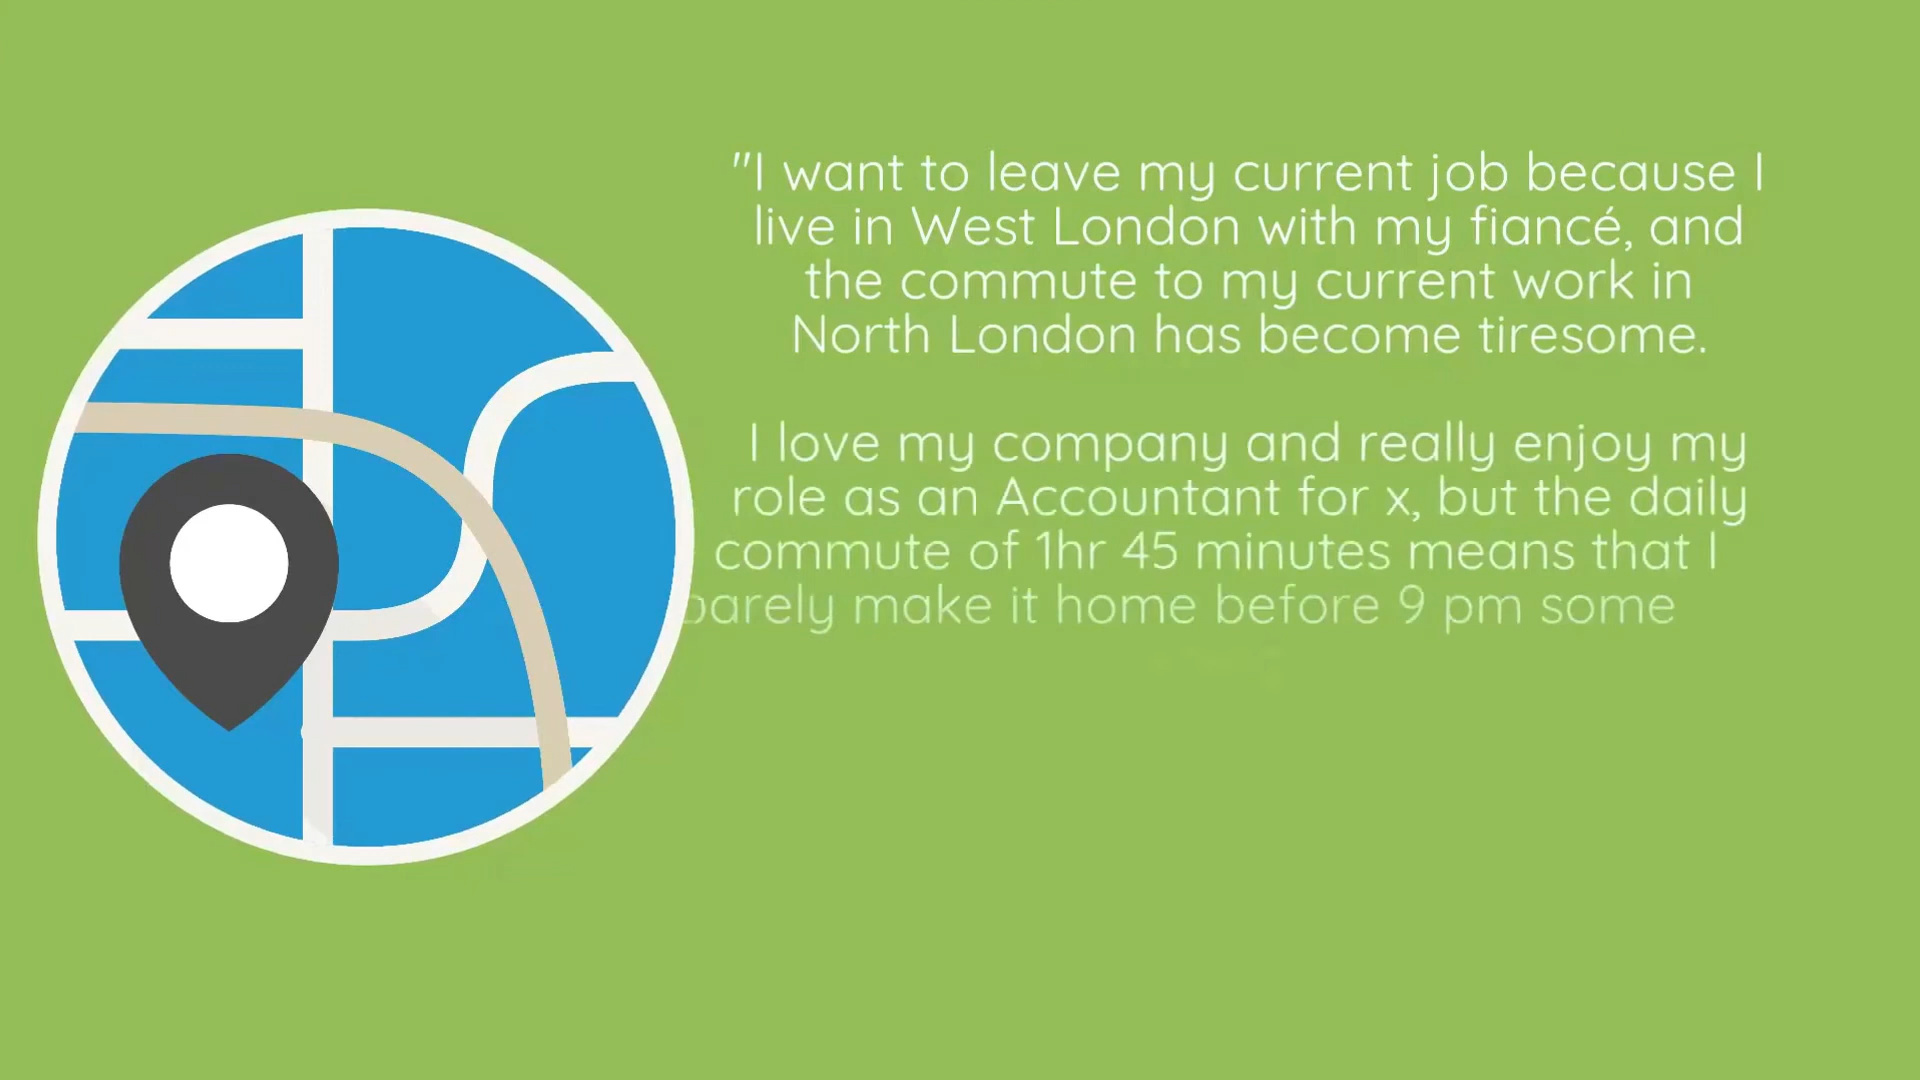 "I want to leave my current job because I
live in West London with my fiancé, and
the commute to my current work in
North London has become tiresome.
I love my company and really enjoy my
role as an Accountant for x, but the daily
commute of 1hr 45 minutes means that I
barely make it home before 9 pm some